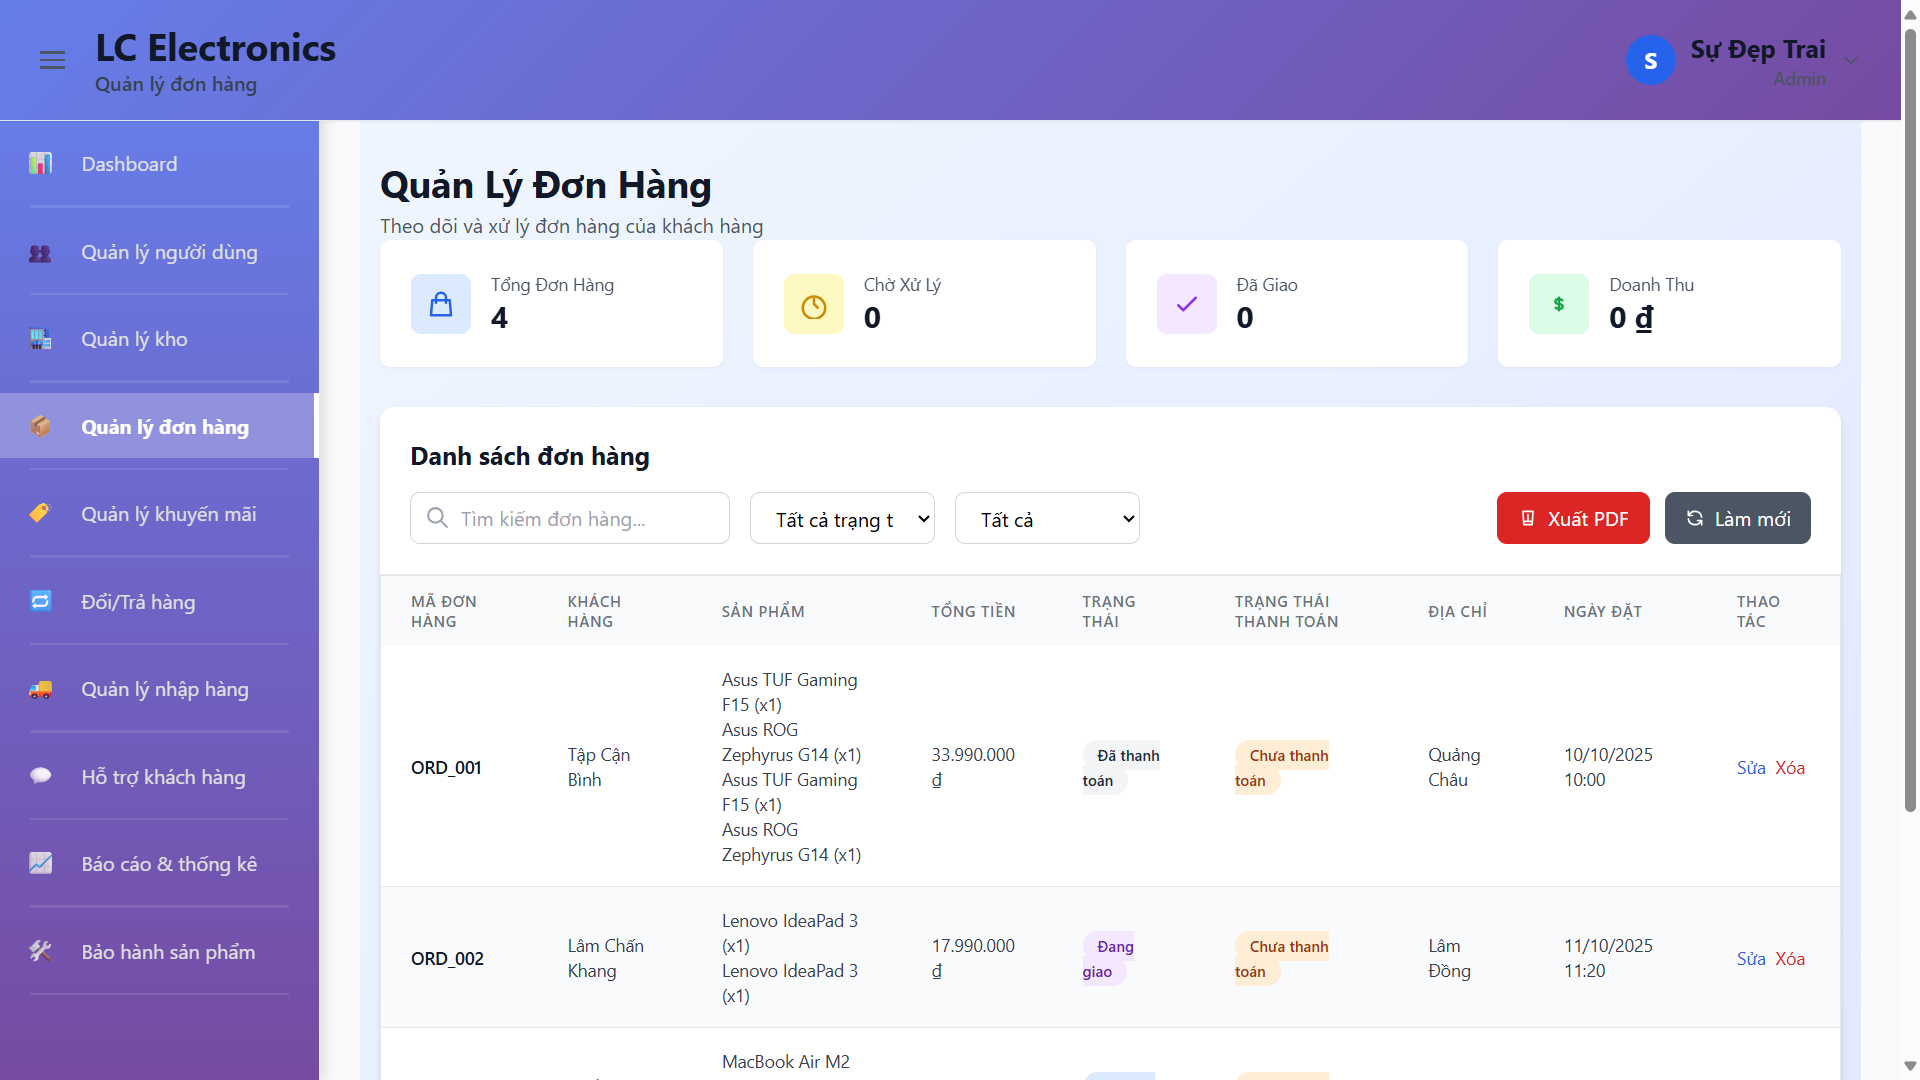 LC Electronics
Quản lý đơn hàng
S
Sự Đẹp Trai
Admin
Dashboard
Quản lý người dùng
Quản lý kho
Quản lý đơn hàng
Quản lý khuyến mãi
Đổi/Trả hàng
Quản lý nhập hàng
Hỗ trợ khách hàng
Báo cáo & thống kê
Bảo hành sản phẩm
Quản Lý Đơn Hàng
Theo dõi và xử lý đơn hàng của khách hàng
Tổng Đơn Hàng
4
Chờ Xử Lý
0
Đã Giao
0
$
Doanh Thu
0 ₫
Danh sách đơn hàng
Tìm kiếm đơn hàng...
Tất cả trạng t
Tất cả
Xuất PDF
Làm mới
MÃ ĐƠN
HÀNG
KHÁCH
HÀNG
SẢN PHẨM
TỔNG TIỀN
TRẠNG
THÁI
TRẠNG THÁI
THANH TOÁN
ĐỊA CHỈ
NGÀY ĐẶT
THAO
TÁC
ORD_001
Tập Cận
Bình
Asus TUF Gaming
F15 (x1)
Asus ROG
Zephyrus G14 (x1)
Asus TUF Gaming
F15 (x1)
Asus ROG
Zephyrus G14 (x1)
33.990.000
₫
Đã thanh
toán
Chưa thanh
toán
Quảng
Châu
10/10/2025
10:00
Sửa Xóa
ORD_002
Lâm Chấn
Khang
Lenovo IdeaPad 3
(x1)
Lenovo IdeaPad 3
(x1)
17.990.000
₫
Đang
giao
Chưa thanh
toán
Lâm
Đồng
11/10/2025
11:20
Sửa Xóa
MacBook Air M2